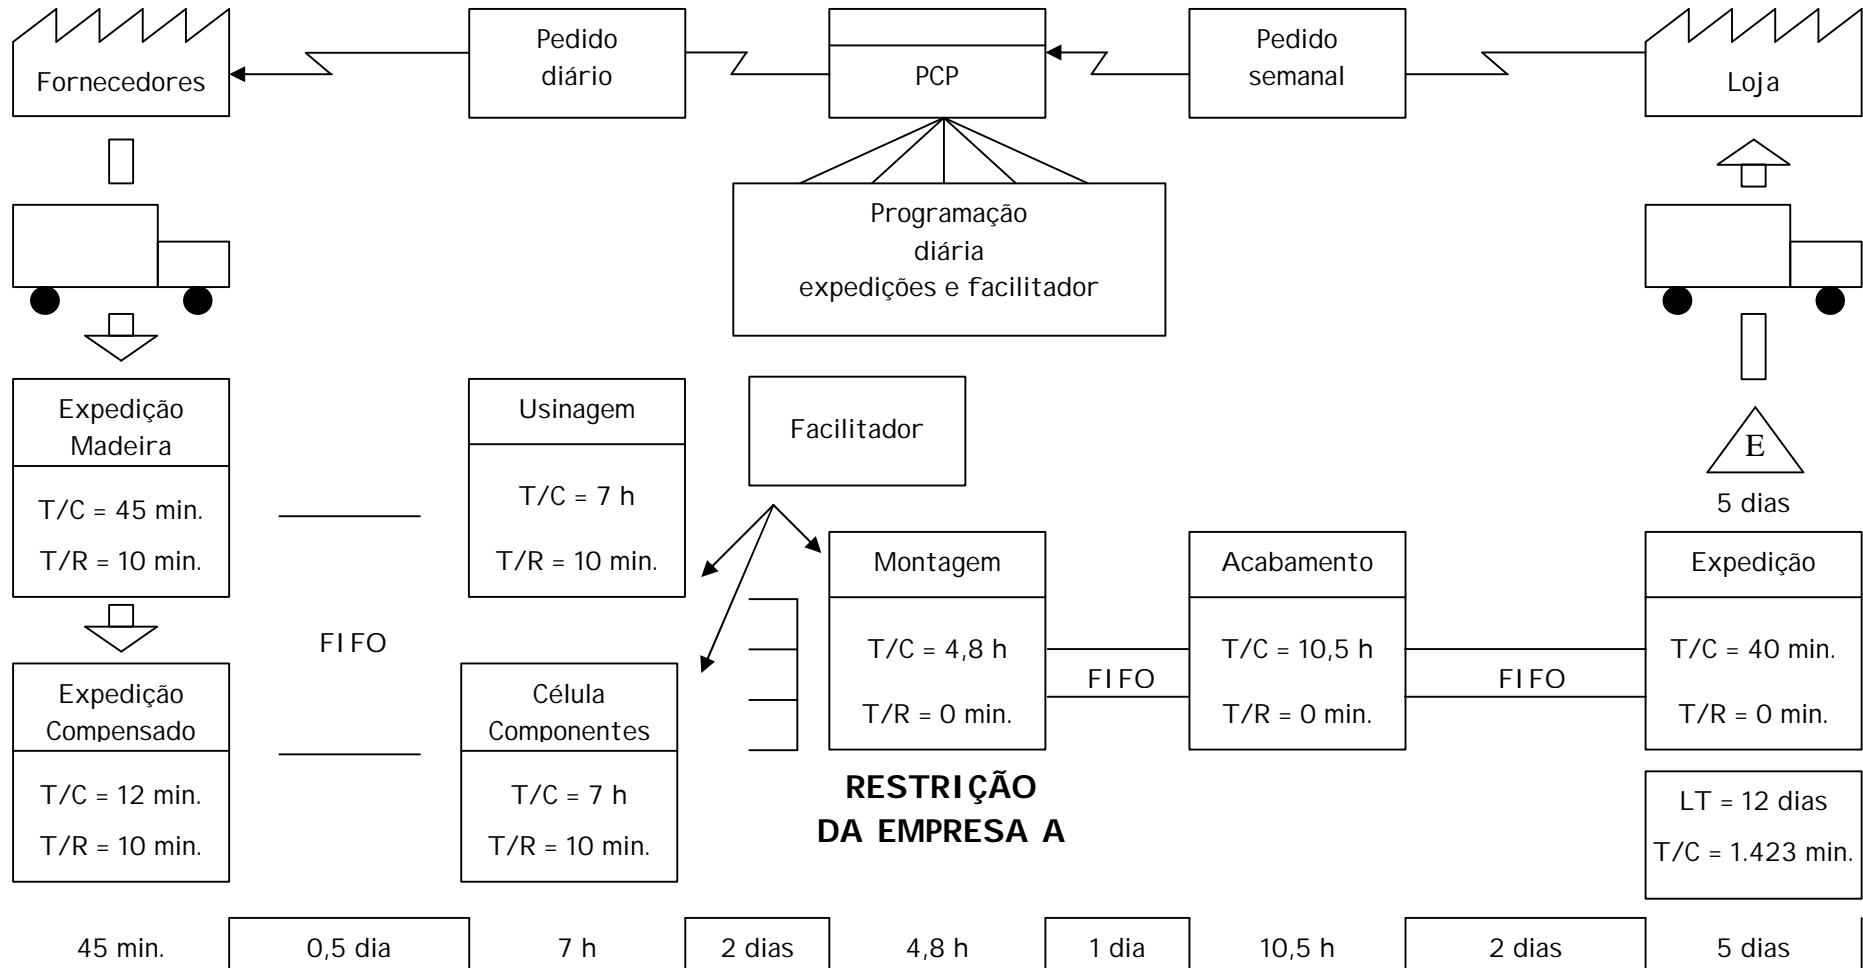 Fornecedores
Pedido
diário
PCP
Pedido
semanal
Loja
Programação
diária
expedições e facilitador
Expedição
Madeira
T/C = 45 min.
T/R = 10 min.
Usinagem
T/C = 7 h
T/R = 10 min.
Facilitador
E
5 dias
FIFO
Montagem
T/C = 4,8 h
T/R = 0 min.
FIFO
Acabamento
T/C = 10,5 h
T/R = 0 min.
FIFO
Expedição
T/C = 40 min.
T/R = 0 min.
Expedição
Compensado
T/C = 12 min.
T/R = 10 min.
Célula
Componentes
T/C = 7 h
T/R = 10 min.
RESTRIÇÃO
DA EMPRESA A
LT = 12 dias
T/C = 1.423 min.
45 min.
0,5 dia
7 h
2 dias
4,8 h
1 dia
10,5 h
2 dias
5 dias